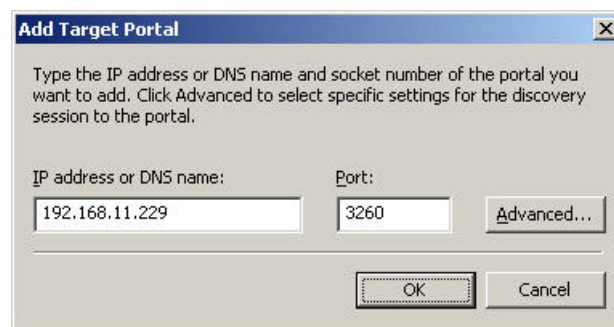 Add Target Portal
Type the IP address or DNS name and socket number of the portal you
want to add. Click Advanced to select specific settings for the discovery
session to the portal.
IP address or DNS name: Port:
192.168.11.229 3260 Advanced...
OK Cancel